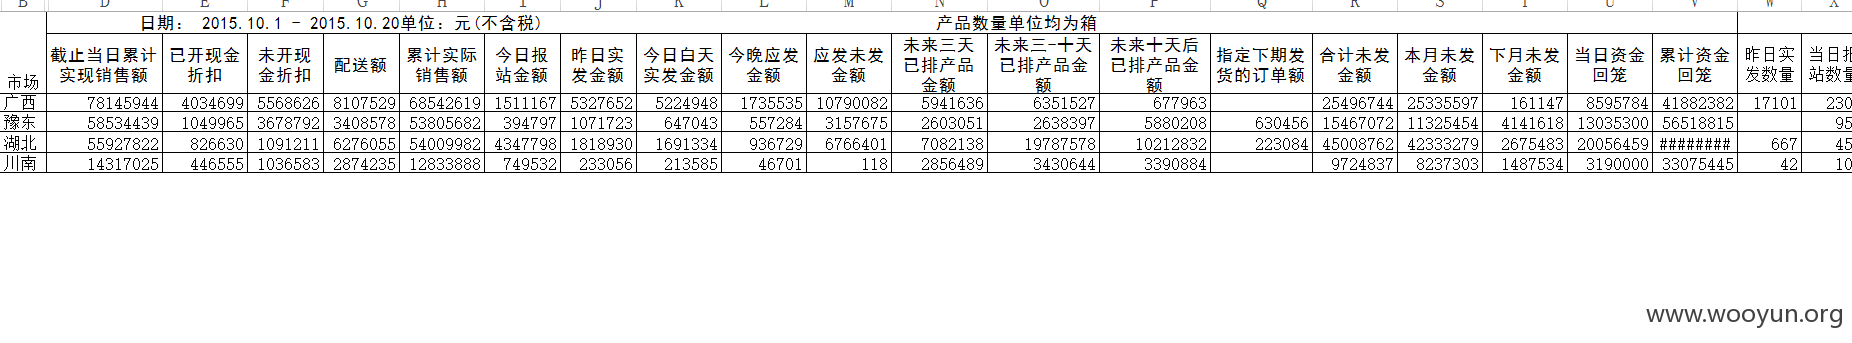 B D E F G H I J K L M N O P Q R S T U V W X
日期： 2015.10.1 - 2015.10.20单位：元(不含税) 产品数量单位均为箱
市场 截止当日累计实现销售额 已开现金折扣 未开现金折扣 配送额 累计实际销售额 今日报站金额 昨日实发金额 今日白天实发金额 今晚应发金额 应发未发金额 未来三天已排产品金额 未来三-十天已排产品金额 未来十天后已排产品金额 指定下期发货的订单额 合计未发金额 本月未发金额 下月未发金额 当日资金回笼 累计资金回笼 昨日实发数量 当日报站数量
广西 78145944 4034699 5568626 8107529 68542619 1511167 5327652 5224948 1735535 10790082 5941636 6351527 677963 25496744 25335597 161147 8595784 41882382 17101 230
豫东 58534439 1049965 3678792 3408578 53805682 394797 1071723 647043 557284 3157675 2603051 2638397 5880208 630456 15467072 11325454 4141618 13035300 56518815 95
湖北 55927822 826630 1091211 6276055 54009982 4347798 1818930 1691334 936729 6766401 7082138 19787578 10212832 223084 45008762 42333279 2675483 20056459 ######## 667 45
川南 14317025 446555 1036583 2874235 12833888 749532 233056 213585 46701 118 2856489 3430644 3390884 9724837 8237303 1487534 3190000 33075445 42 10
www.wooyun.org